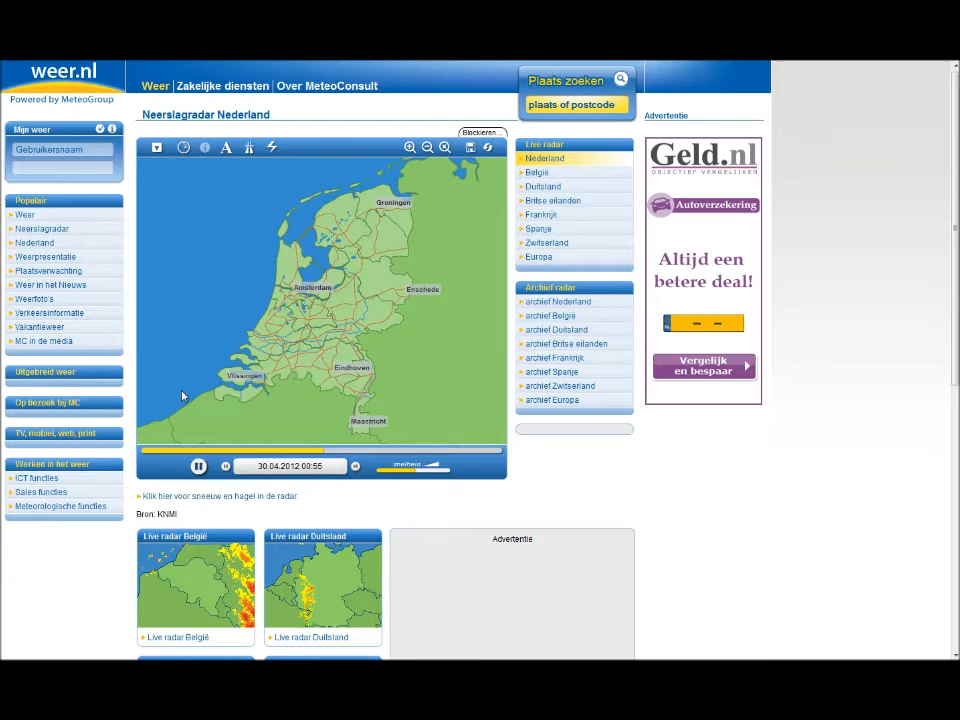 weer.nl
Powered by MeteoGroup
Weer | Zakelijke diensten | Over MeteoConsult
Plaats zoeken
plaats of postcode
Mijn weer
Gebruikersnaam
Populair
Weer
Neerslagradar
Nederland
Weerpresentatie
Plaatsverwachting
Weer in het Nieuws
Weerfoto's
Verkeersinformatie
Vakantieweer
MC in de media
Uitgebreid weer
Op bezoek bij MC
TV, mobiel, web, print
Werken in het weer
ICT functies
Sales functies
Meteorologische functies
Neerslagradar Nederland
Blockieren...
A
Groningen
Amsterdam
Enschede
Eindhoven
Vlissingen
Maastricht
30.04.2012 00:55
snelheid
Klik hier voor sneeuw en hagel in de radar
Bron: KNMI
Live radar België
Live radar België
Live radar Duitsland
Live radar Duitsland
Advertentie
Live radar
Nederland
België
Duitsland
Britse eilanden
Frankrijk
Spanje
Zwitserland
Europa
Archief radar
archief Nederland
archief België
archief Duitsland
archief Britse eilanden
archief Frankrijk
archief Spanje
archief Zwitserland
archief Europa
Advertentie
Geld.nl
OBJECTIEF VERGELIJKEN
Autoverzekering
Altijd een
betere deal!
NL
Vergelijk
en bespaar